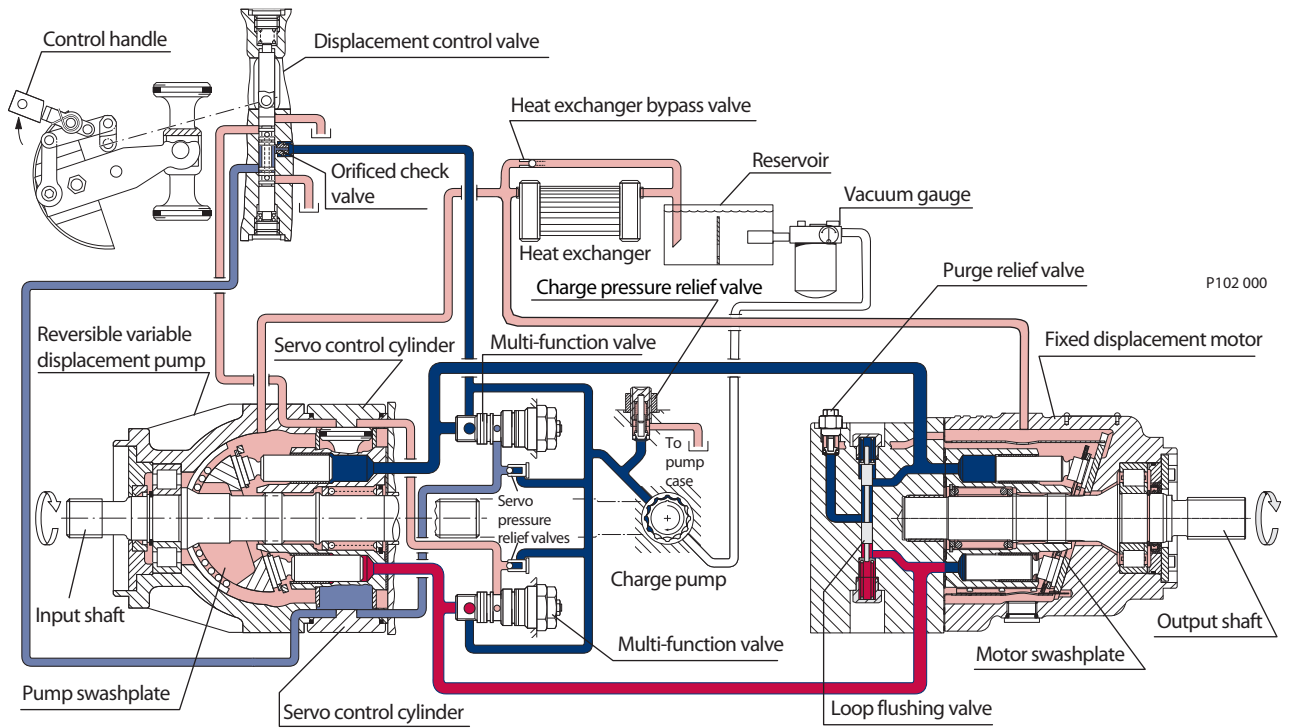 Control handle
Displacement control valve
Heat exchanger bypass valve
Reservoir
Vacuum gauge
Orificed check
valve
Heat exchanger
Purge relief valve
P102 000
Charge pressure relief valve
Reversible variable
displacement pump
Servo control cylinder
Multi-function valve
Fixed displacement motor
To
pump
case
Servo
pressure
relief valves
Charge pump
Input shaft
Output shaft
Multi-function valve
Motor swashplate
Pump swashplate
Servo control cylinder
Loop flushing valve